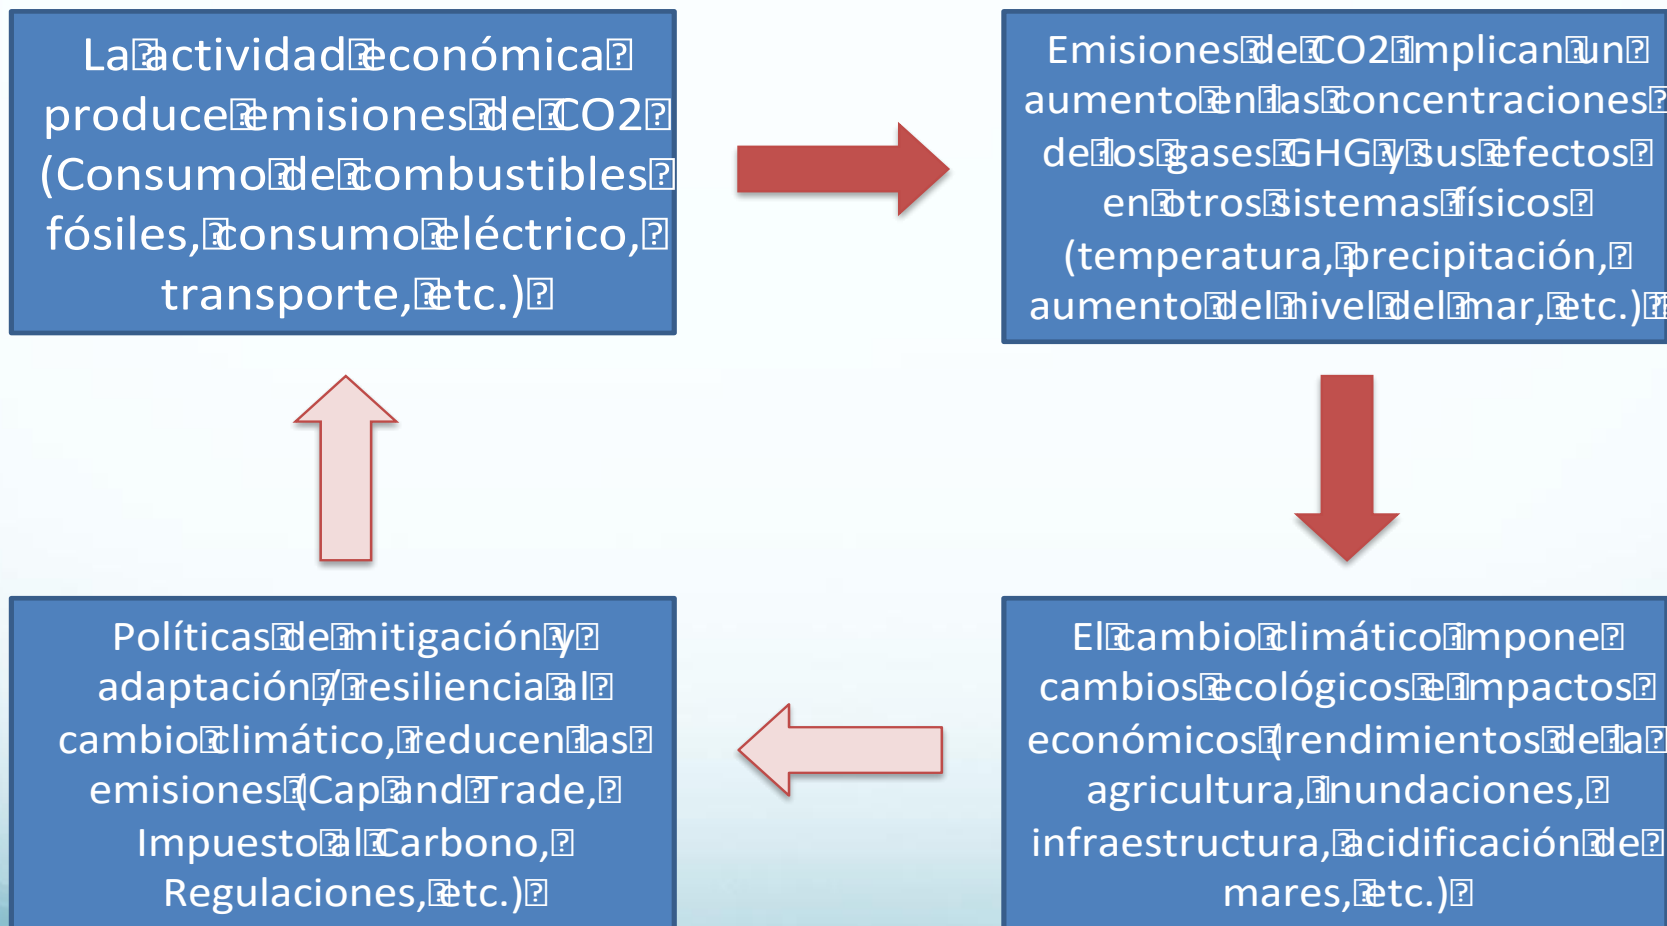 La actividad económica
produce emisiones de CO2
(Consumo de combustibles
fósiles, consumo eléctrico,
transporte, etc.)
Emisiones de CO2 implican un
aumento en las concentraciones
de los gases GHG y sus efectos
en otros sistemas físicos
(temperatura, precipitación,
aumento del nivel del mar, etc.)
El cambio climático impone
cambios ecológicos e impactos
económicos (rendimientos de la
agricultura, inundaciones,
infraestructura, acidificación de
mares, etc.)
Políticas de mitigación y
adaptación / resiliencia al
cambio climático, reducen las
emisiones (Cap and Trade,
Impuesto al Carbono,
Regulaciones, etc.)